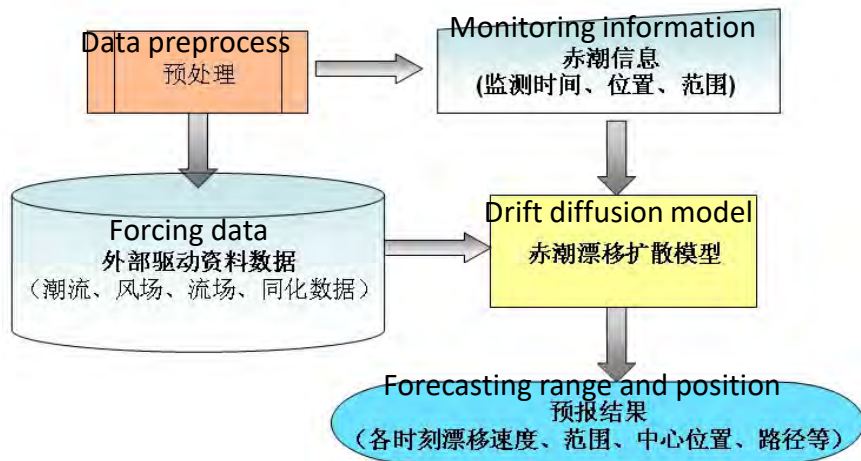 Data preprocess
预处理
Monitoring information
赤潮信息
(监测时间、位置、范围)
Forcing data
外部驱动资料数据
（潮流、风场、流场、同化数据）
Drift diffusion model
赤潮漂移扩散模型
Forecasting range and position
预报结果
（各时刻漂移速度、范围、中心位置、路径等）